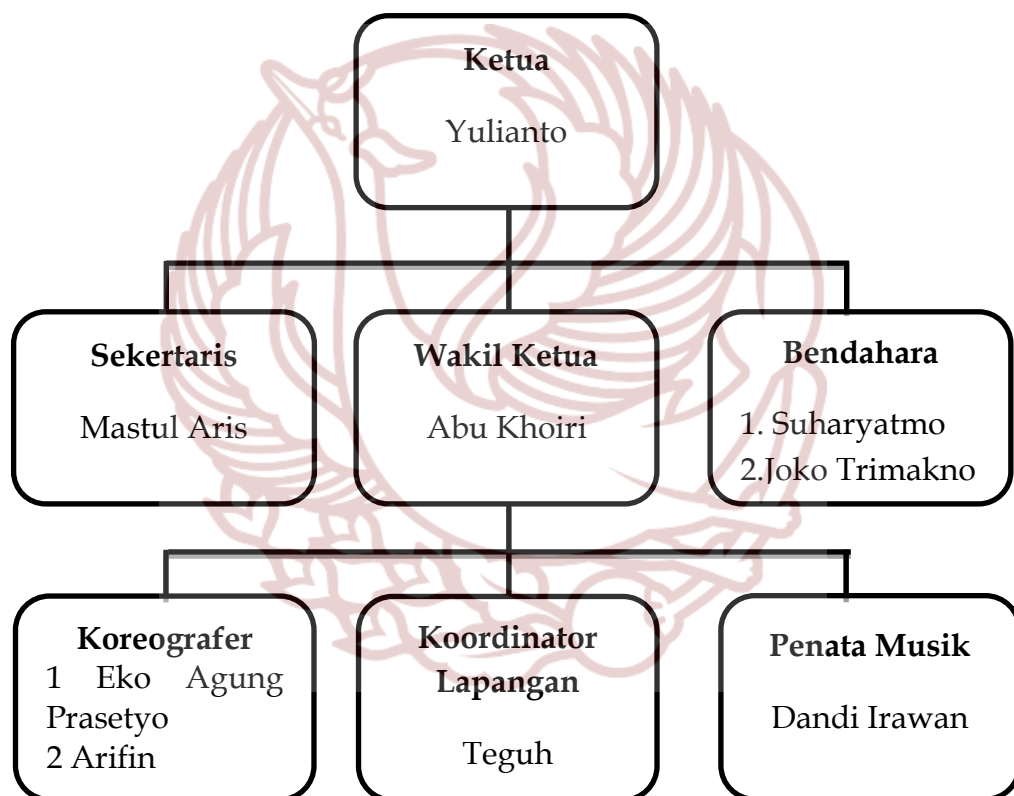 Ketua
Yulianto
Sekertaris
Mastul Aris
Wakil Ketua
Abu Khoiri
Bendahara
1. Suharyatmo
2.Joko Trimakno
Koreografer
1 Eko Agung
Prasetyo
2 Arifin
Koordinator
Lapangan
Teguh
Penata Musik
Dandi Irawan